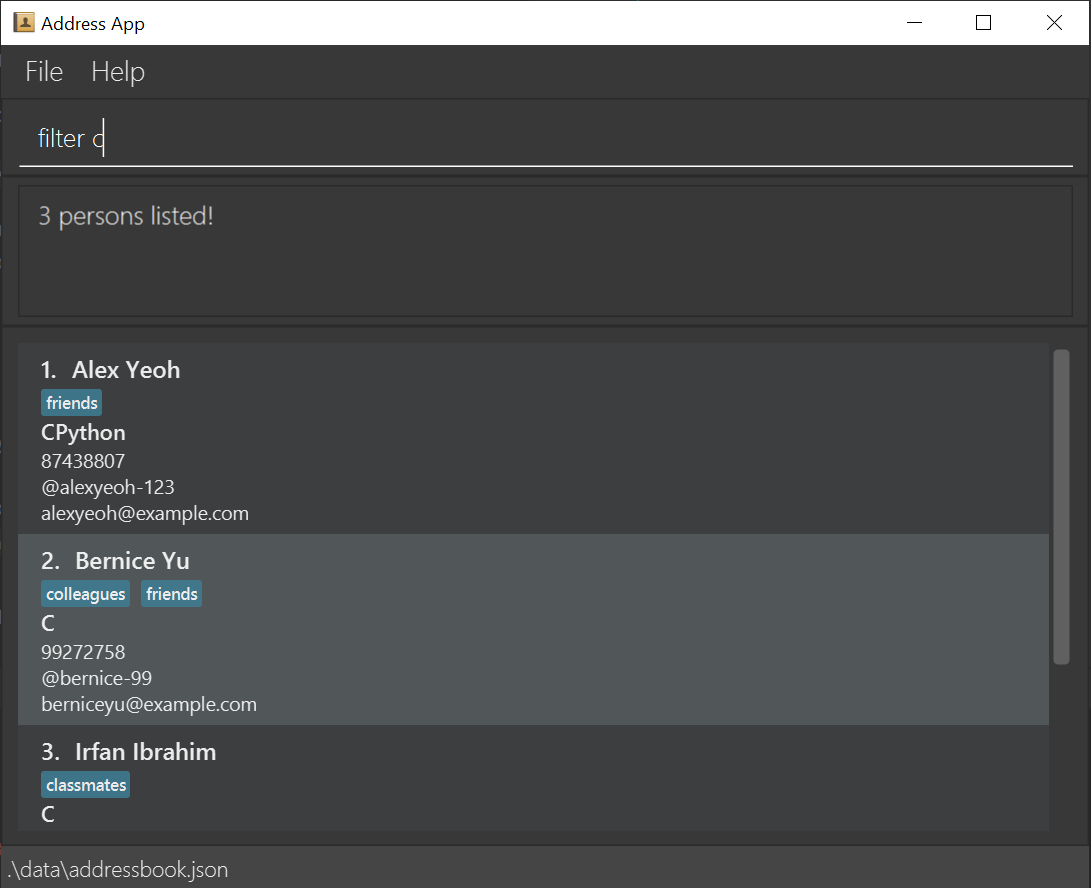 Address App
File Help
filter c
3 persons listed!
1. Alex Yeoh
friends
CPython
87438807
@alexyeoh-123
alexyeoh@example.com
2. Bernice Yu
colleagues friends
C
99272758
@bernice-99
berniceyu@example.com
3. Irfan Ibrahim
classmates
C
.\data\addressbook.json